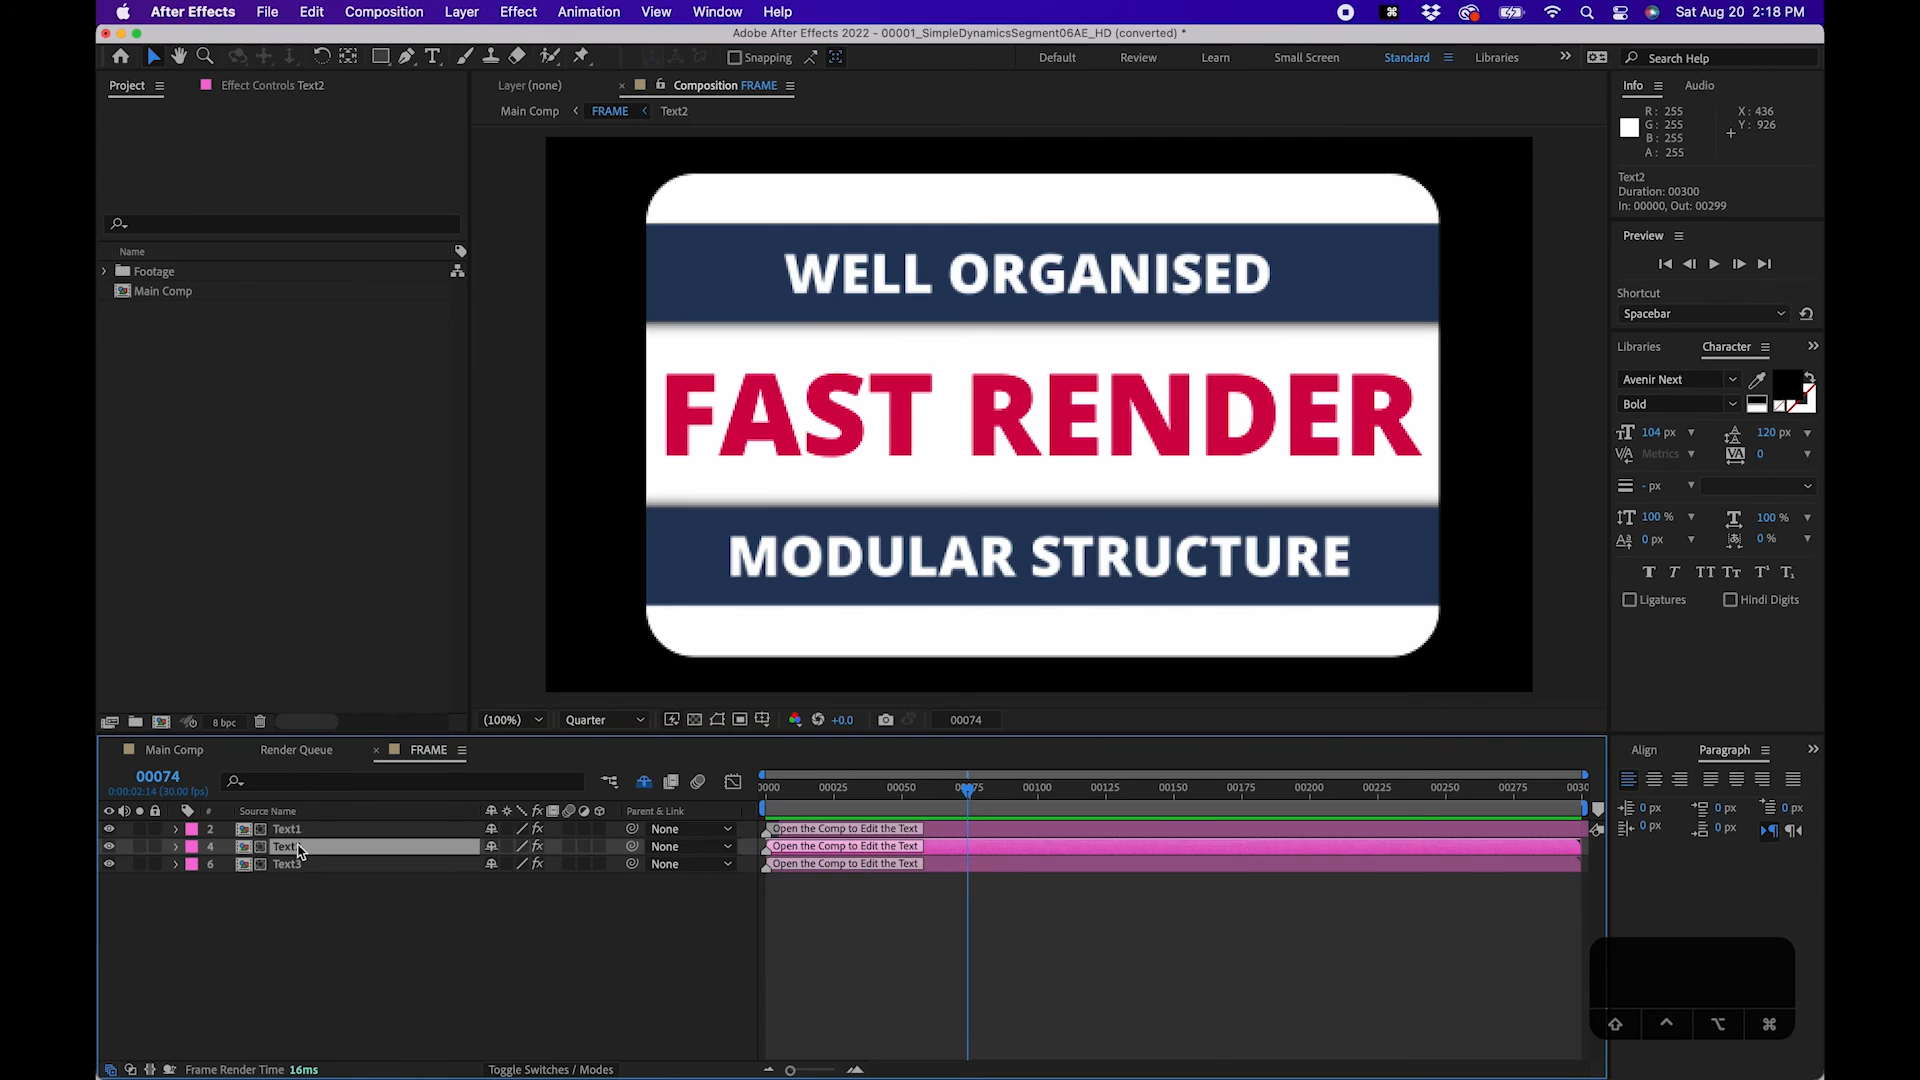 After Effects File Edit Composition Layer Effect Animation View Window Help Sat Aug 20 2:18 PM
Adobe After Effects 2022 - 00001_SimpleDynamicsSegment06AE_HD (converted) *
Snapping Default Review Learn Small Screen Standard Libraries Search Help
Project Effect Controls Text2 Layer (none) Composition FRAME Info Audio
Main Comp FRAME Text2
R: 255 X: 436
G: 255 Y: 926
B: 255
A: 255
Text2
Duration: 00300
In: 00000, Out: 00299
Preview
Shortcut
Spacebar
Libraries Character
Avenir Next
Bold
104 px 120 px
Metrics 0
- px
100 % 100 %
0 px 0 %
Ligatures Hindi Digits
Name
Footage
Main Comp
WELL ORGANISED
FAST RENDER
MODULAR STRUCTURE
8 bpc (100%) Quarter +0.0 00074
Main Comp Render Queue FRAME
00074
0:00:02:14 (30.00 fps)
00025 00050 00075 00100 00125 00150 00175 00200 00225 00250 00275
# Source Name Parent & Link
2 Text1 None Open the Comp to Edit the Text
4 Text None Open the Comp to Edit the Text
6 Text3 None Open the Comp to Edit the Text
Align Paragraph
0 px 0 px 0 px
0 px 0 px
Frame Render Time 16ms Toggle Switches / Modes